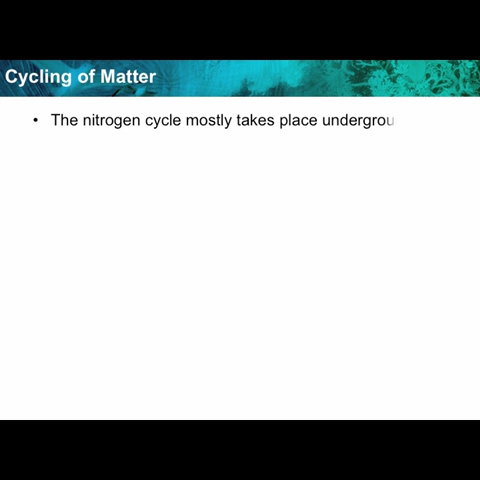 Cycling of Matter
• The nitrogen cycle mostly takes place undergrou